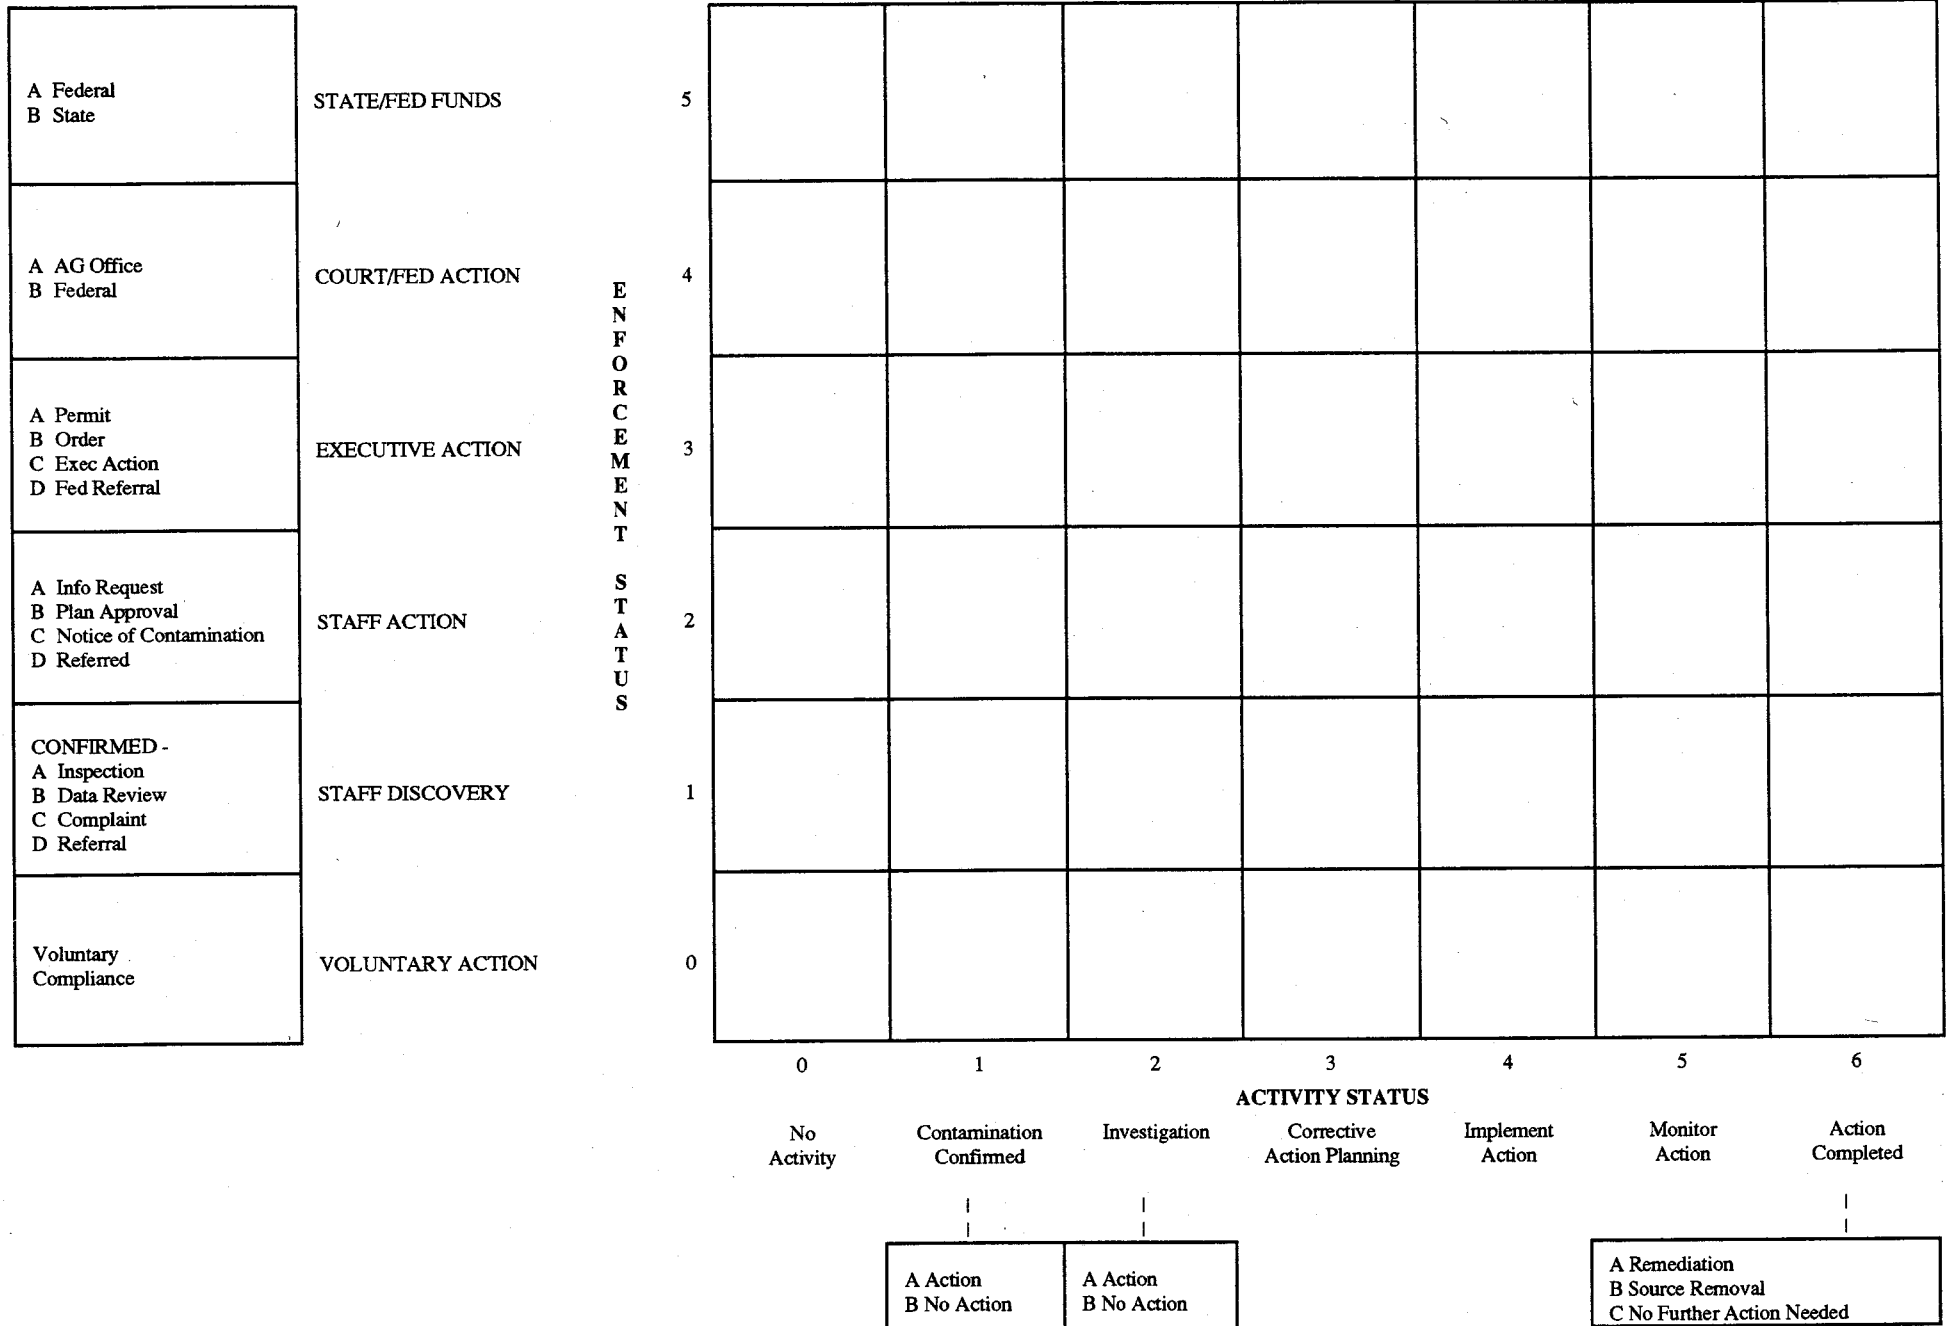 A Federal
B State
STATE/FED FUNDS
5
A AG Office
B Federal
COURT/FED ACTION
4
A Permit
B Order
C Exec Action
D Fed Referral
EXECUTIVE ACTION
3
A Info Request
B Plan Approval
C Notice of Contamination
D Referred
STAFF ACTION
2
CONFIRMED -
A Inspection
B Data Review
C Complaint
D Referral
STAFF DISCOVERY
1
Voluntary
Compliance
VOLUNTARY ACTION
0
ENFORCEMENT STATUS
0 1 2 3 4 5 6
ACTIVITY STATUS
No
Activity
Contamination
Confirmed
Investigation
Corrective
Action Planning
Implement
Action
Monitor
Action
Action
Completed
A Action
B No Action
A Action
B No Action
A Remediation
B Source Removal
C No Further Action Needed